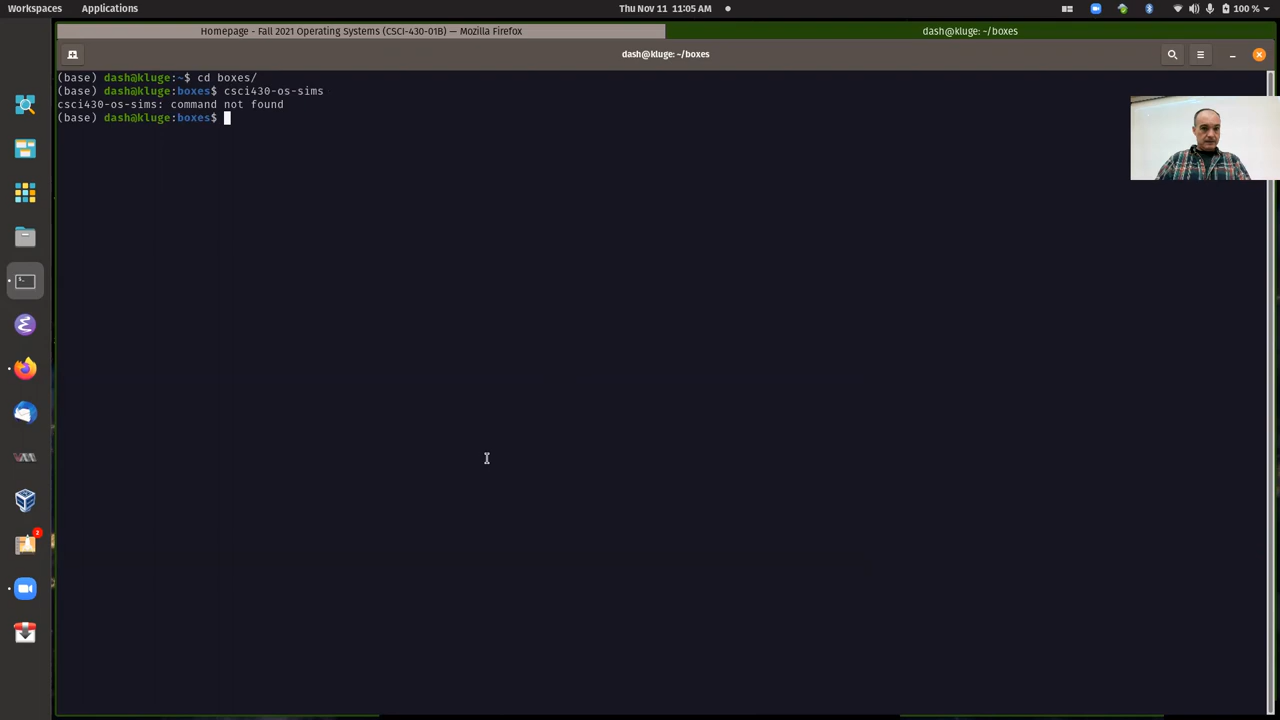 Workspaces Applications Thu Nov 11 11:05 AM 100 %
Homepage - Fall 2021 Operating Systems (CSCI-430-01B) — Mozilla Firefox dash@kluge: ~/boxes
dash@kluge: ~/boxes
(base) dash@kluge:~$ cd boxes/
(base) dash@kluge:boxes$ csci430-os-sims
csci430-os-sims: command not found
(base) dash@kluge:boxes$